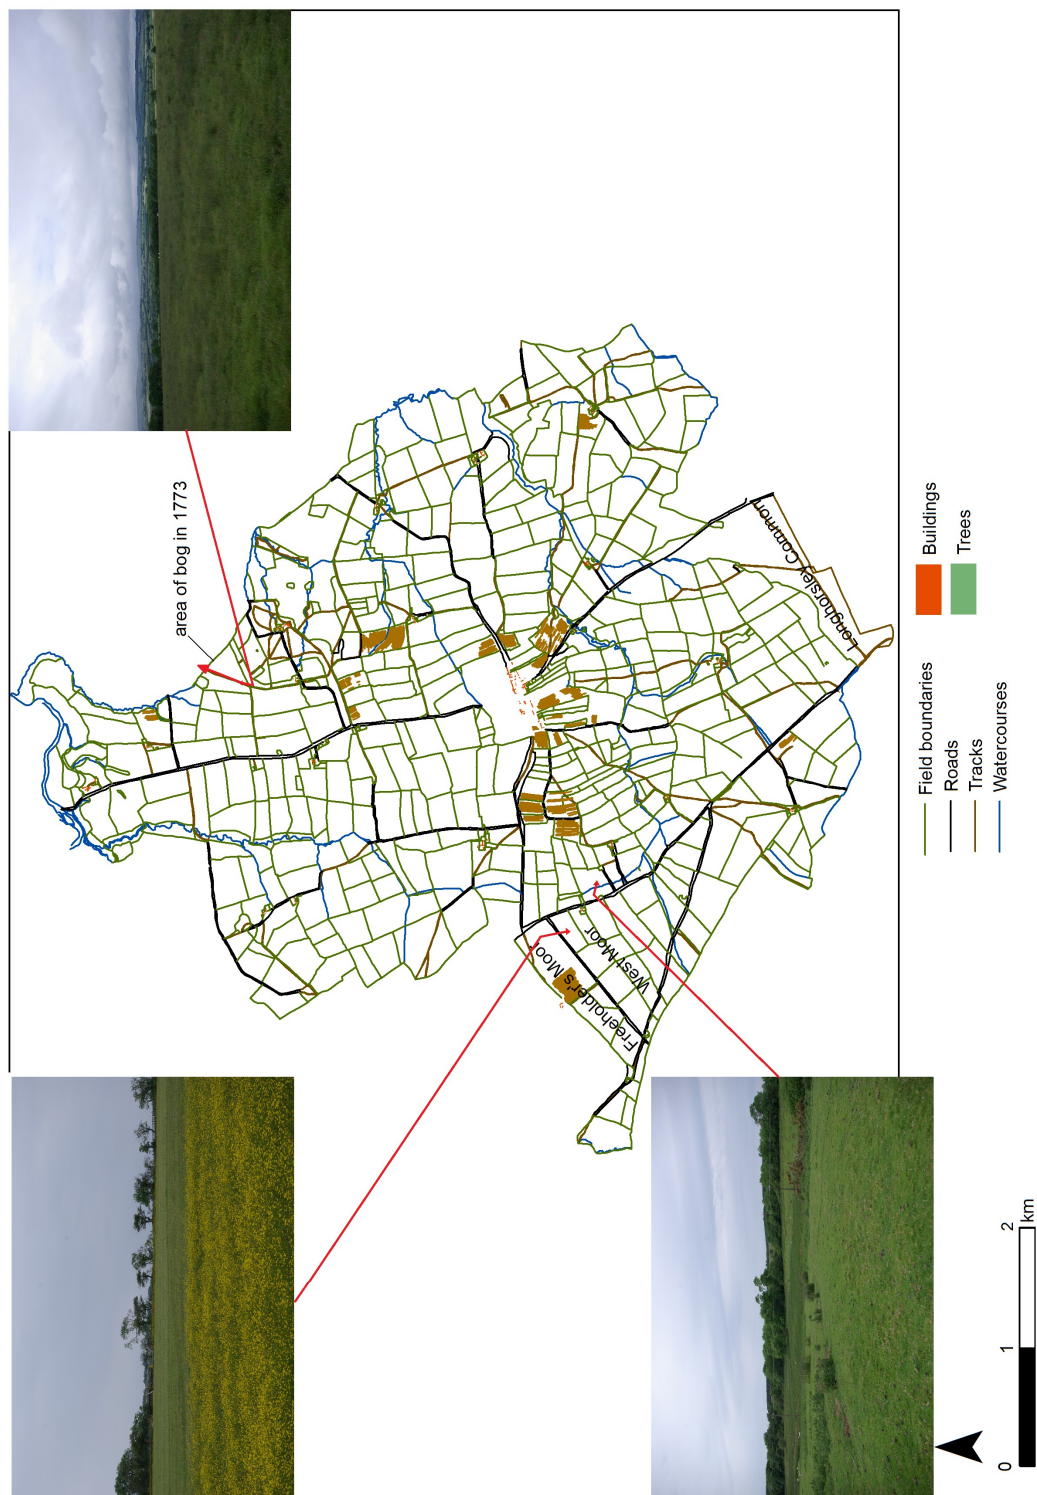 area of bog in 1773
Freeholder's Moor
West Moor
Longhorsley Common
Field boundaries
Roads
Tracks
Watercourses
Buildings
Trees
0 1 2
km